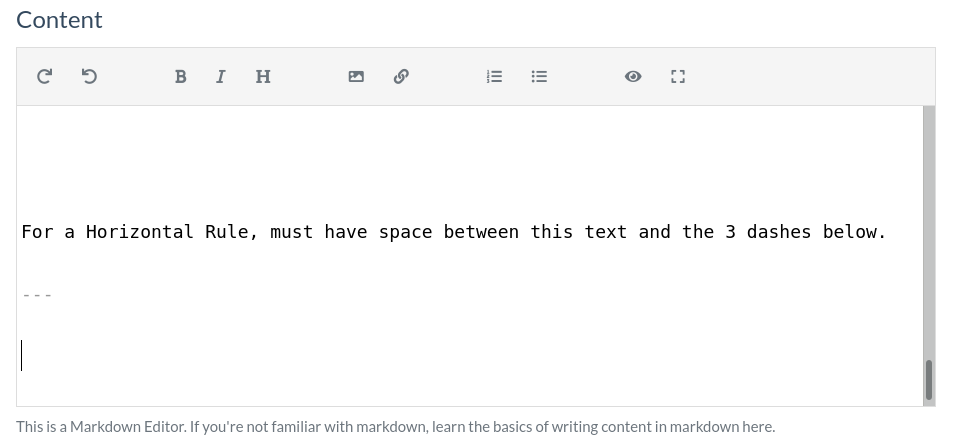 Content
B I H
For a Horizontal Rule, must have space between this text and the 3 dashes below.
---
This is a Markdown Editor. If you're not familiar with markdown, learn the basics of writing content in markdown here.